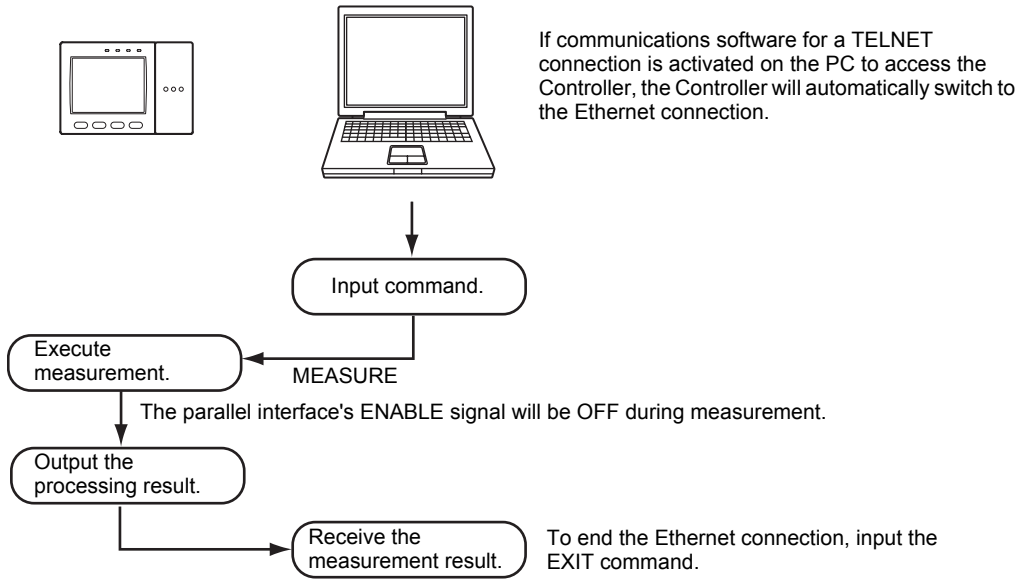 If communications software for a TELNET
connection is activated on the PC to access the
Controller, the Controller will automatically switch to
the Ethernet connection.
Input command.
Execute
measurement.
MEASURE
The parallel interface's ENABLE signal will be OFF during measurement.
Output the
processing result.
Receive the
measurement result.
To end the Ethernet connection, input the
EXIT command.